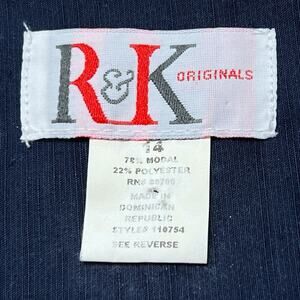 R&K ORIGINALS
14
78% MODAL
22% POLYESTER
MADE IN
DOMINICAN
REPUBLIC
STYLE# 110754
SEE REVERSE